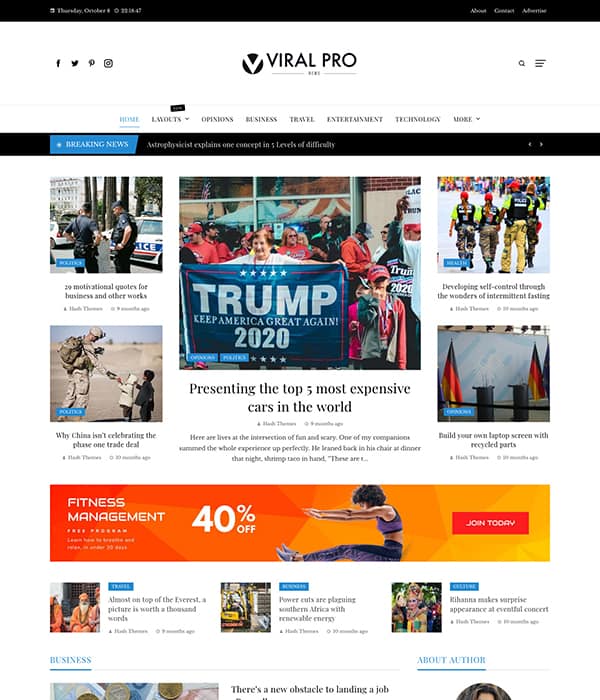 Thursday, October 8 22:18:47
About Contact Advertise
VIRAL PRO
NEWS
HOME LAYOUTS OPINIONS BUSINESS TRAVEL ENTERTAINMENT TECHNOLOGY MORE
BREAKING NEWS Astrophysicist explains one concept in 5 Levels of difficulty
POLICE
POLITICS
29 motivational quotes for
business and other works
Hash Themes 9 months ago
POLITICS
Why China isn't celebrating the
phase one trade deal
Hash Themes 10 months ago
TRUMP
KEEP AMERICA GREAT AGAIN!
2020
OPINIONS POLITICS
Presenting the top 5 most expensive
cars in the world
Hash Themes 9 months ago
Here are lives at the intersection of fun and scary. One of my companions
summed the whole experience up perfectly. He leaned back in his chair at dinner
that night, shrimp taco in hand, "These are t...
HEALTH
Developing self-control through
the wonders of intermittent fasting
Hash Themes 10 months ago
OPINIONS
Build your own laptop screen with
recycled parts
Hash Themes 10 months ago
FITNESS
MANAGEMENT
FREE PROGRAM
Learn how to breathe and
relax, in under 20 days
40% OFF
JOIN TODAY
TRAVEL
Almost on top of the Everest, a
picture is worth a thousand
words
Hash Themes 9 months ago
BUSINESS
Power cuts are plaguing
southern Africa with
renewable energy
Hash Themes 10 months ago
CULTURE
Rihanna makes surprise
appearance at eventful concert
Hash Themes 10 months ago
BUSINESS
There's a new obstacle to landing a job
ABOUT AUTHOR